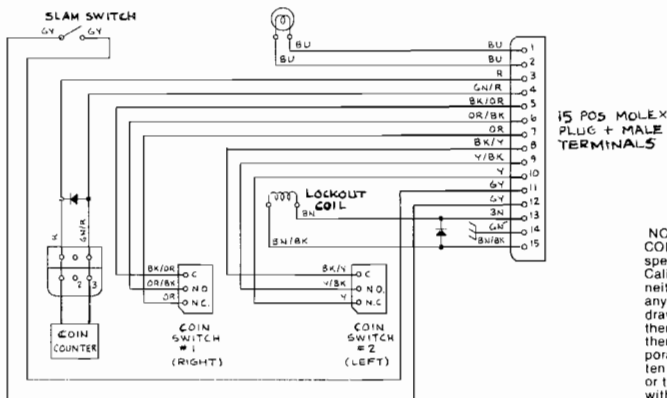 SLAM SWITCH
GY
GY
BU
BU
BU
BU
R
GN/R
BK/OR
OR/BK
OR
BK/Y
Y/BK
Y
GY
GY
BN
GN
BN/BK
1
2
3
4
5
6
7
8
9
10
11
12
13
14
15
15 POS MOLEX
PLUG + MALE
TERMINALS
LOCKOUT
COIL
BN
BN/BK
R
GN/R
2
3
COIN
COUNTER
BK/OR
OR/BK
OR
C
N.O.
N.C.
COIN
SWITCH
#1
(RIGHT)
BK/Y
Y/BK
Y
C
N.O.
N.C
COIN
SWITCH
#2
(LEFT)
NO
CO
spe
Cali
neit
any
draw
ther
ther
pora
ten
or t
with